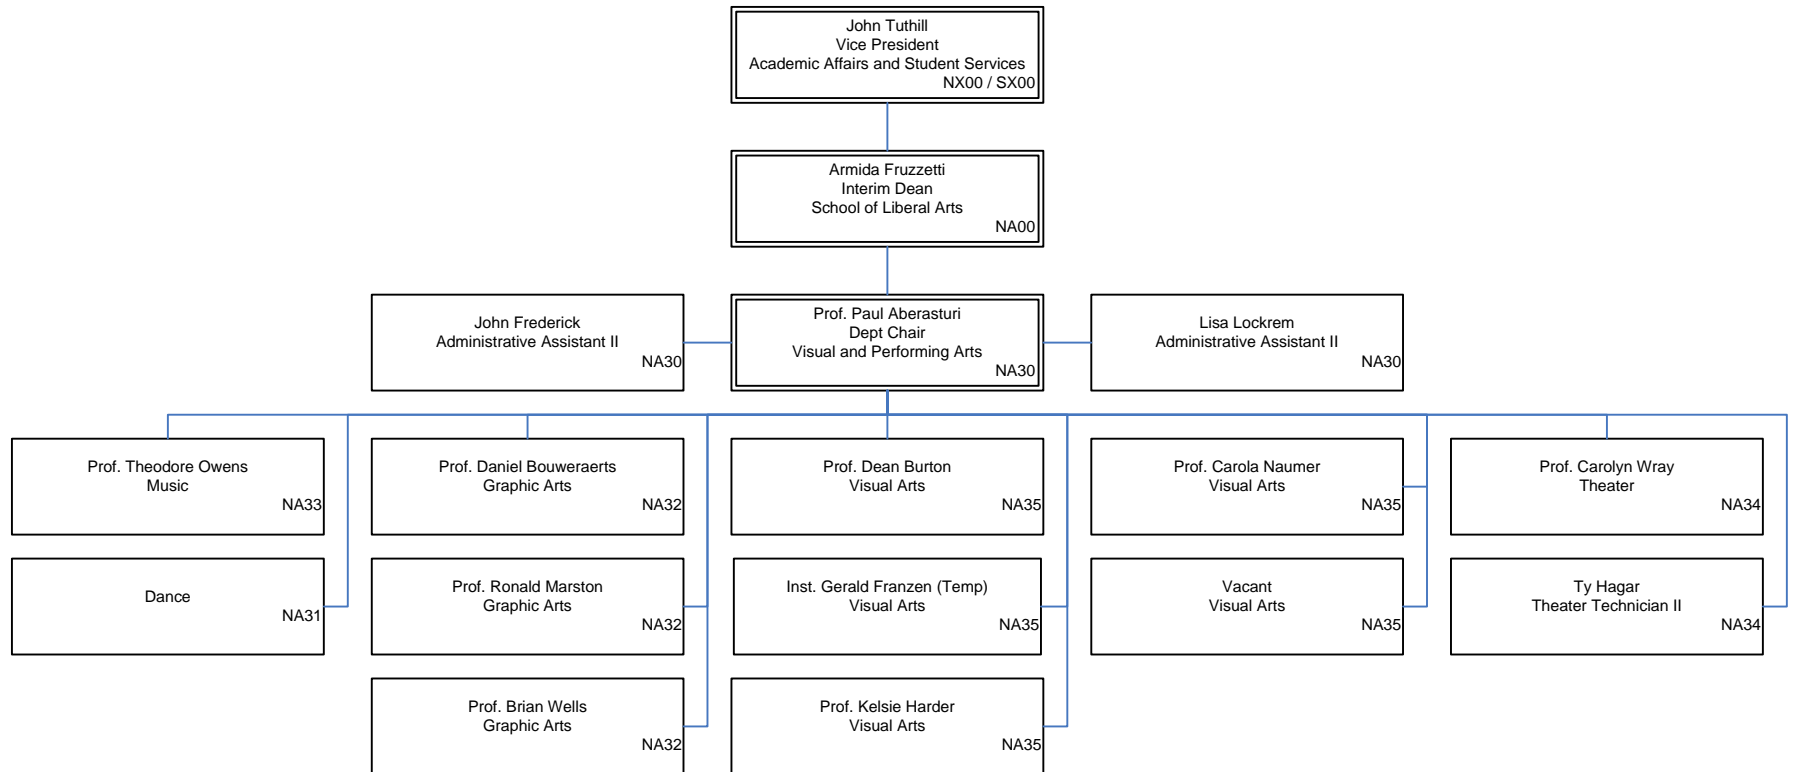 John Tuthill
Vice President
Academic Affairs and Student Services
NX00 / SX00
Armida Fruzzetti
Interim Dean
School of Liberal Arts
NA00
John Frederick
Administrative Assistant II
NA30
Prof. Paul Aberasturi
Dept Chair
Visual and Performing Arts
NA30
Lisa Lockrem
Administrative Assistant II
NA30
Prof. Theodore Owens
Music
NA33
Prof. Daniel Bouweraerts
Graphic Arts
NA32
Prof. Dean Burton
Visual Arts
NA35
Prof. Carola Naumer
Visual Arts
NA35
Prof. Carolyn Wray
Theater
NA34
Dance
NA31
Prof. Ronald Marston
Graphic Arts
NA32
Inst. Gerald Franzen (Temp)
Visual Arts
NA35
Vacant
Visual Arts
NA35
Ty Hagar
Theater Technician II
NA34
Prof. Brian Wells
Graphic Arts
NA32
Prof. Kelsie Harder
Visual Arts
NA35